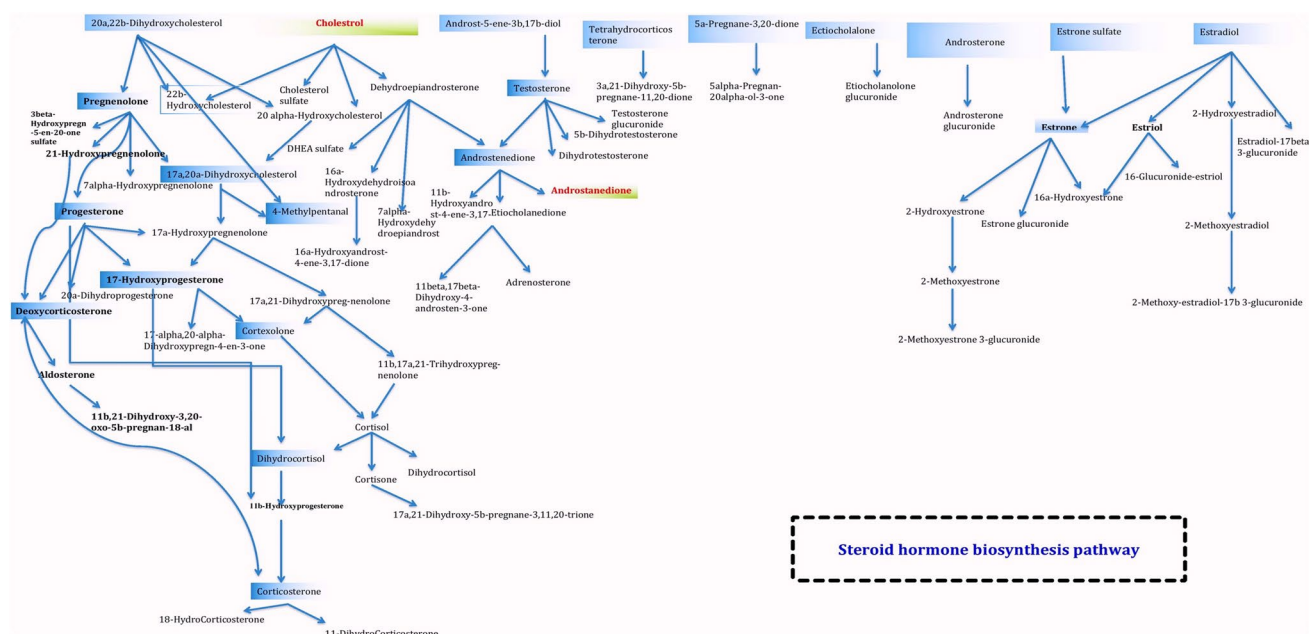 20a,22b-Dihydroxycholesterol
Cholestrol
Androst-5-ene-3b,17b-diol
Tetrahydrocorticos
terone
5a-Pregnane-3,20-dione
Ectiocholalone
Androsterone
Estrone sulfate
Estradiol
Pregnenolone
22b-
Hydroxycholesterol
Cholesterol
sulfate
20 alpha-Hydroxycholesterol
Dehydroepiandrosterone
Testosterone
3a,21-Dihydroxy-5b-
pregnane-11,20-dione
5alpha-Pregnan-
20alpha-ol-3-one
Etiocholanolone
glucuronide
Androsterone
glucuronide
Estrone
Estriol
2-Hydroxyestradiol
Estradiol-17beta
3-glucuronide
3beta-
Hydroxypregn
-5-en-20-one
sulfate
21-Hydroxypregnenolone
7alpha-Hydroxypregnenolone
17a,20a-Dihydroxycholesterol
DHEA sulfate
16a-
Hydroxydehydroisoa
ndrosterone
7alpha-
Hydroxydehy
droepiandrost
Androstenedione
Testosterone
glucuronide
5b-Dihydrotestosterone
Dihydrotestosterone
11b-
Hydroxyandro
st-4-ene-3,17-
Etiocholanedione
Androstanedione
16-Glucuronide-estriol
16a-Hydroxyestrone
2-Hydroxyestrone
Estrone glucuronide
2-Methoxyestradiol
Progesterone
4-Methylpentanal
17a-Hydroxypregnenolone
16a-Hydroxyandrost-
4-ene-3,17-dione
17-Hydroxyprogesterone
20a-Dihydroprogesterone
17a,21-Dihydroxypreg-nenolone
11beta,17beta-
Dihydroxy-4-
androsten-3-one
Adrenosterone
2-Methoxyestrone
2-Methoxy-estradiol-17b 3-glucuronide
2-Methoxyestrone 3-glucuronide
Deoxycorticosterone
17-alpha,20-alpha-
Dihydroxypregn-4-en-3-one
Cortexolone
11b,17a,21-Trihydroxypreg-
nenolone
Aldosterone
11b,21-Dihydroxy-3,20-
oxo-5b-pregnan-18-al
Cortisol
Dihydrocortisol
Cortisone
Dihydrocortisol
11b-Hydroxyprogesterone
17a,21-Dihydroxy-5b-pregnane-3,11,20-trione
Steroid hormone biosynthesis pathway
Corticosterone
18-HydroCorticosterone
11-DihydroCorticosterone